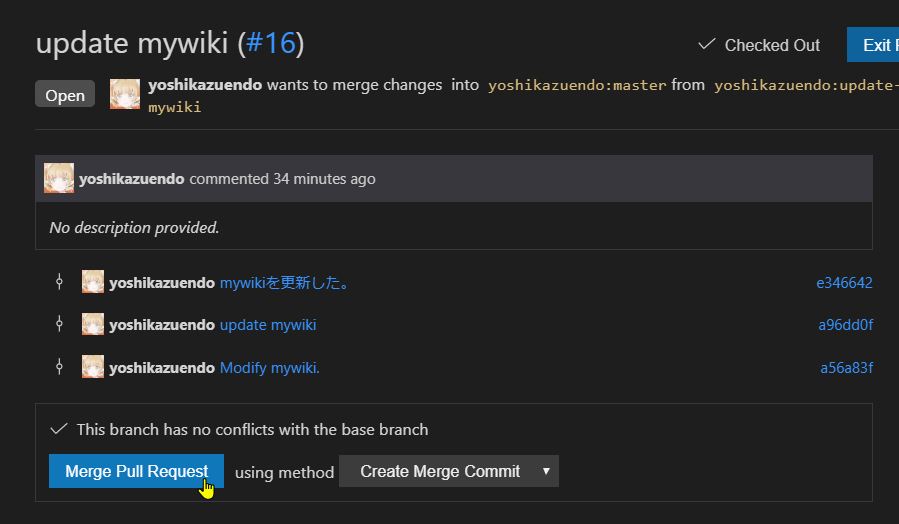 update mywiki (#16)
Checked Out
Exit
Open
yoshikazuendo wants to merge changes into yoshikazuendo:master from yoshikazuendo:update-
mywiki
yoshikazuendo commented 34 minutes ago
No description provided.
yoshikazuendo mywikiを更新した。 e346642
yoshikazuendo update mywiki a96dd0f
yoshikazuendo Modify mywiki. a56a83f
This branch has no conflicts with the base branch
Merge Pull Request using method Create Merge Commit